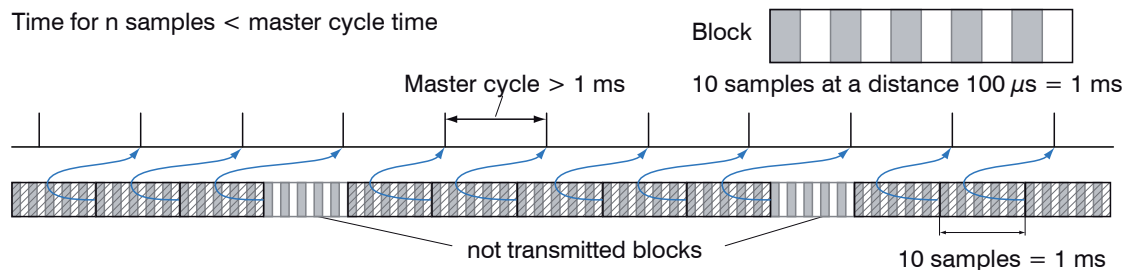 Time for n samples < master cycle time
Block
Master cycle > 1 ms
10 samples at a distance 100 µs = 1 ms
not transmitted blocks
10 samples = 1 ms